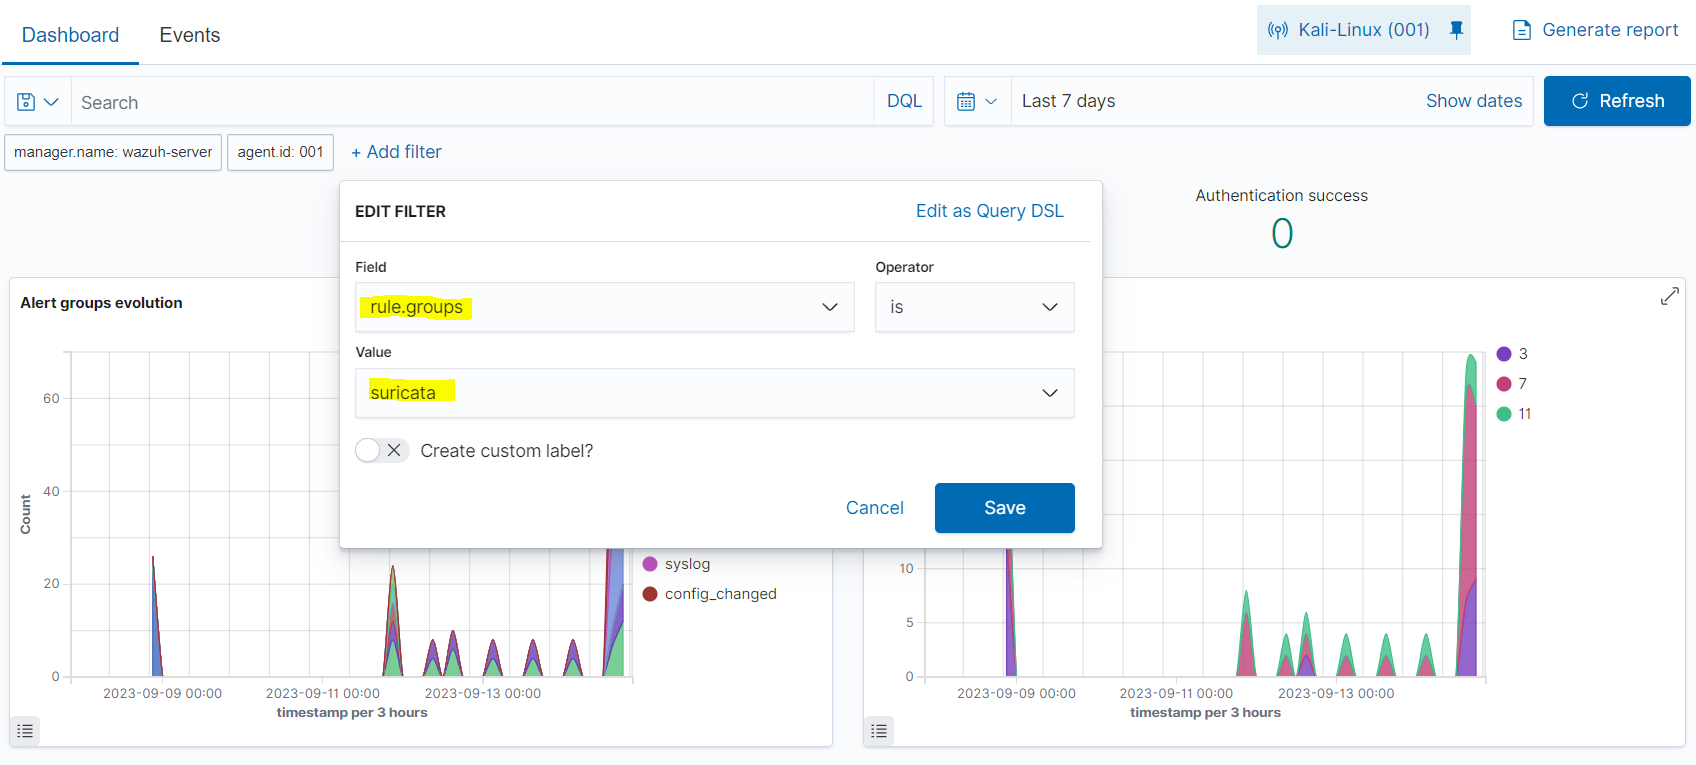 Dashboard Events Kali-Linux (001) Generate report
Search DQL Last 7 days Show dates Refresh
manager.name: wazuh-server agent.id: 001 + Add filter
EDIT FILTER Edit as Query DSL
Field Operator
rule.groups is
Value
suricata
Create custom label?
Cancel Save
Authentication success
0
Alert groups evolution
60
40
20
0
Count
2023-09-09 00:00 2023-09-11 00:00 2023-09-13 00:00
timestamp per 3 hours
syslog
config_changed
3
7
11
10
5
0
2023-09-09 00:00 2023-09-11 00:00 2023-09-13 00:00
timestamp per 3 hours